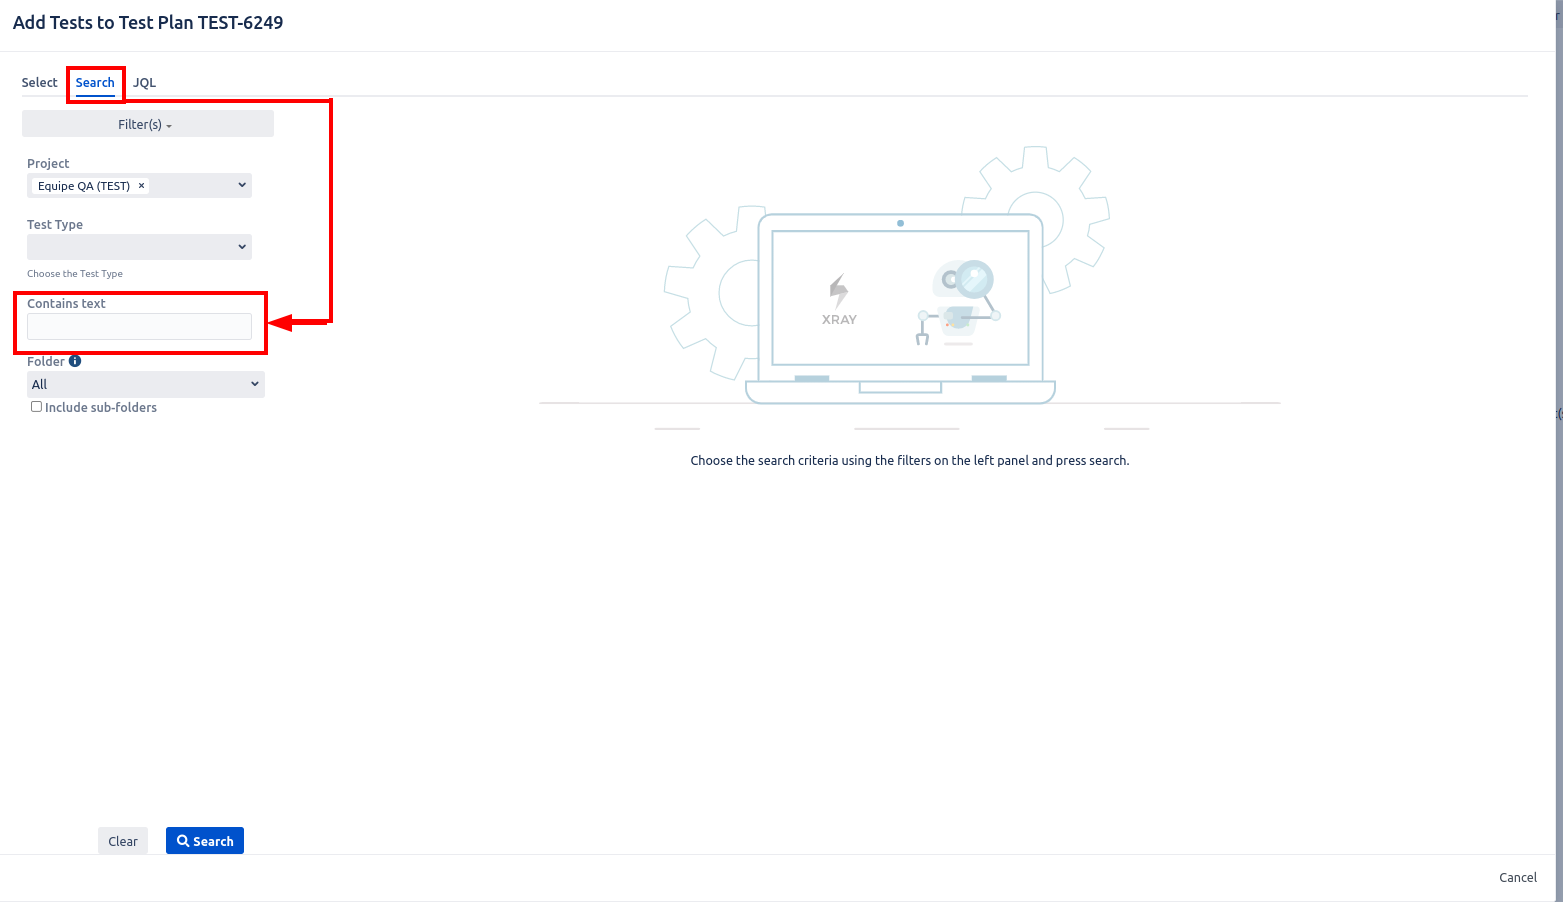 Add Tests to Test Plan TEST-6249
Select Search JQL
Filter(s)
Project
Equipe QA (TEST) ×
Test Type
Choose the Test Type
Contains text
Folder
All
Include sub-folders
XRAY
Choose the search criteria using the filters on the left panel and press search.
Clear Search
Cancel